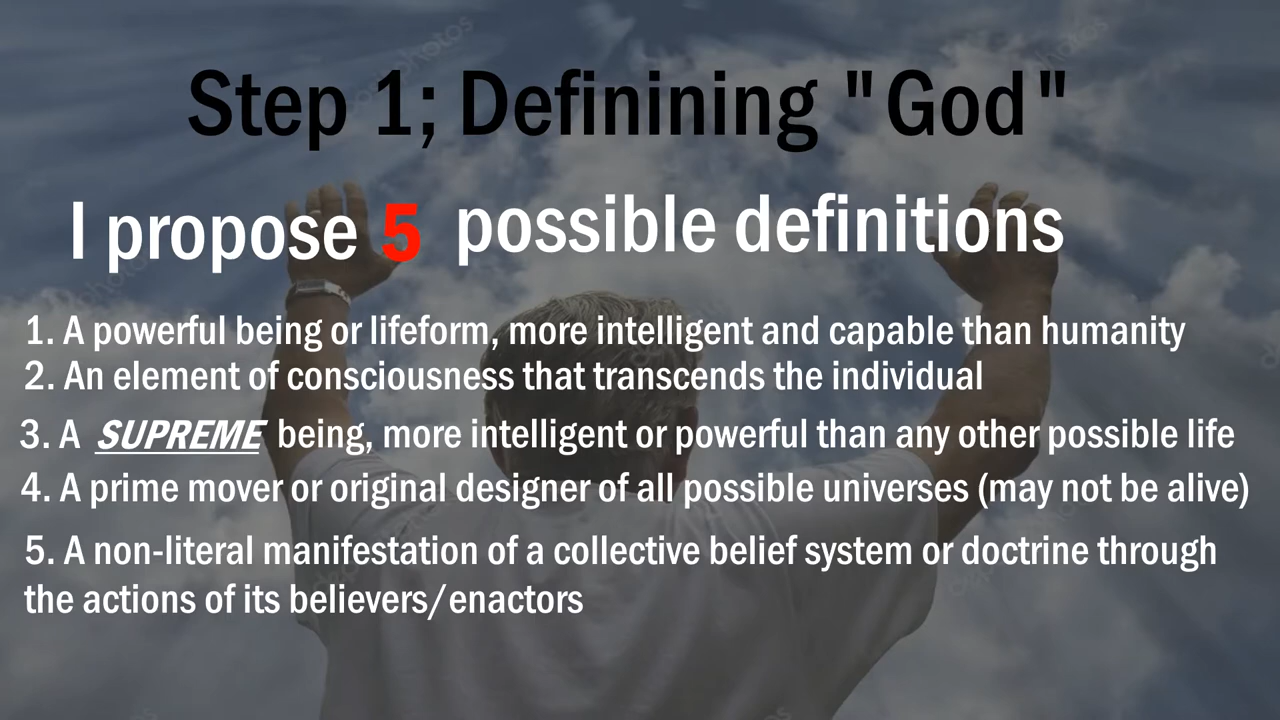 Step 1; Definining "God"
I propose 5 possible definitions
1. A powerful being or lifeform, more intelligent and capable than humanity
2. An element of consciousness that transcends the individual
3. A SUPREME being, more intelligent or powerful than any other possible life
4. A prime mover or original designer of all possible universes (may not be alive)
5. A non-literal manifestation of a collective belief system or doctrine through
the actions of its believers/enactors